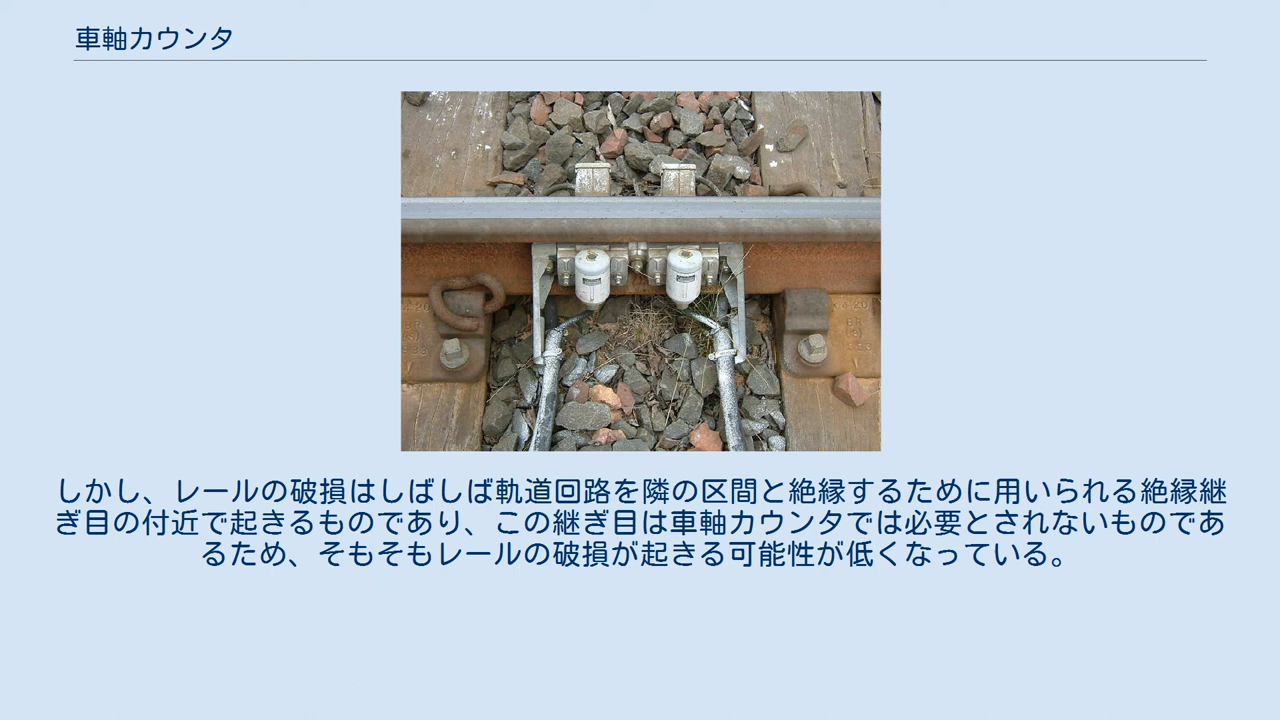 車軸カウンタ
しかし、レールの破損はしばしば軌道回路を隣の区間と絶縁するために用いられる絶縁継
ぎ目の付近で起きるものであり、この継ぎ目は車軸カウンタでは必要とされないものであ
るため、そもそもレールの破損が起きる可能性が低くなっている。